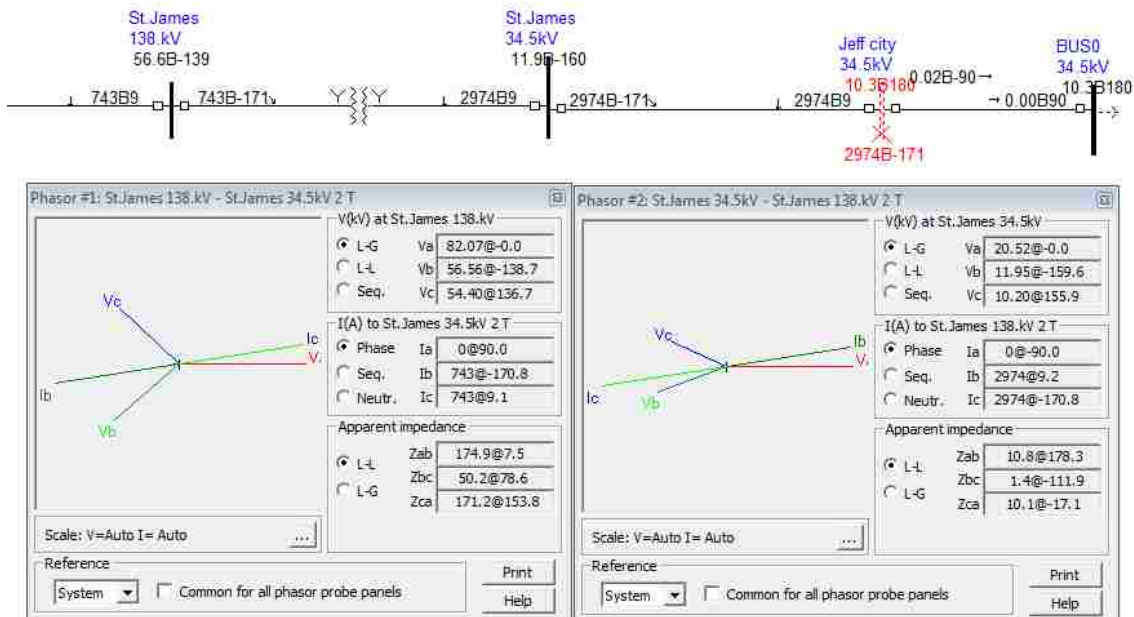 St.James
138.kV
56.6B-139
St.James
34.5kV
11.9B-160
Jeff city
34.5kV
10.3B180
BUS0
34.5kV
10.3B180
743B9
743B-171
2974B9
2974B-171
2974B9
0.02B-90
0.00B90
2974B-171
Phasor #1: St.James 138.kV - St.James 34.5kV 2 T
V(kV) at St.James 138.kV
L-G Va 82.07@-0.0
L-L Vb 56.56@-138.7
Seq. Vc 54.40@136.7
I(A) to St.James 34.5kV 2 T
Phase Ia 0@90.0
Seq. Ib 743@-170.8
Neutr. Ic 743@9.1
Apparent impedance
L-L Zab 174.9@7.5
Zbc 50.2@78.6
L-G Zca 171.2@153.8
Vc
Ic
V.
Ib
Vb
Scale: V=Auto I= Auto ...
Reference
System Common for all phasor probe panels
Print
Help
Phasor #2: St.James 34.5kV - St.James 138.kV 2 T
V(kV) at St.James 34.5kV
L-G Va 20.52@-0.0
L-L Vb 11.95@-159.6
Seq. Vc 10.20@155.9
I(A) to St.James 138.kV 2 T
Phase Ia 0@-90.0
Seq. Ib 2974@9.2
Neutr. Ic 2974@-170.8
Apparent impedance
L-L Zab 10.8@178.3
Zbc 1.4@-111.9
L-G Zca 10.1@-17.1
Vc
Ib
V.
Ic
Vb
Scale: V=Auto I= Auto ...
Reference
System Common for all phasor probe panels
Print
Help